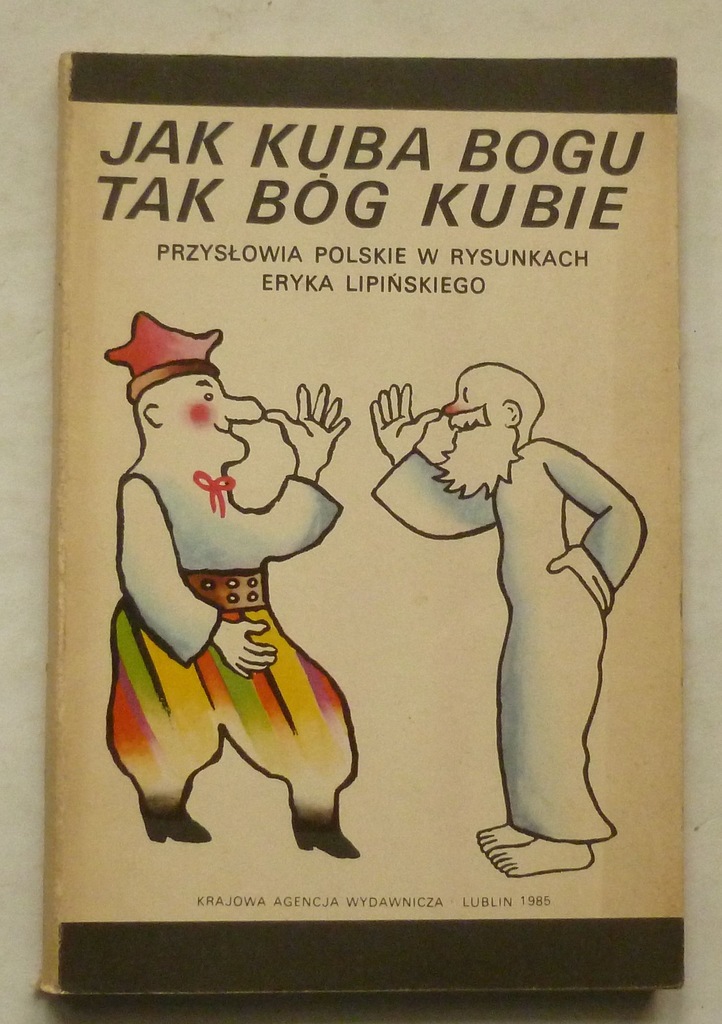 JAK KUBA BOGU
TAK BÓG KUBIE
PRZYSŁOWIA POLSKIE W RYSUNKACH
ERYKA LIPIŃSKIEGO
KRAJOWA AGENCJA WYDAWNICZA · LUBLIN 1985